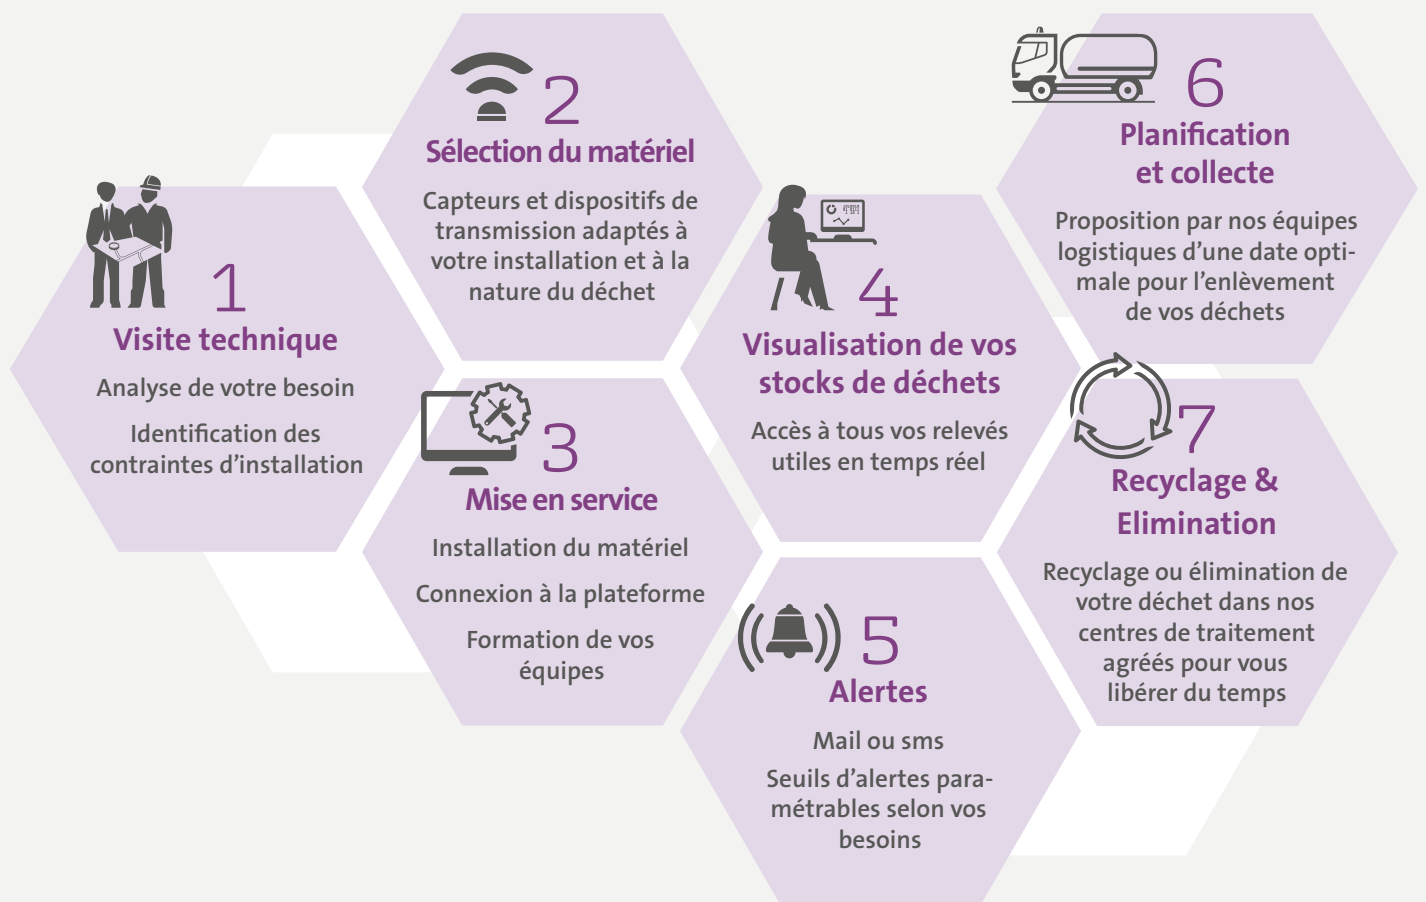 1
Visite technique
Analyse de votre besoin
Identification des
contraintes d’installation
2
Sélection du matériel
Capteurs et dispositifs de
transmission adaptés à
votre installation et à la
nature du déchet
3
Mise en service
Installation du matériel
Connexion à la plateforme
Formation de vos
équipes
4
Visualisation de vos
stocks de déchets
Accès à tous vos relevés
utiles en temps réel
5
Alertes
Mail ou sms
Seuils d’alertes para-
métrables selon vos
besoins
6
Planification
et collecte
Proposition par nos équipes
logistiques d’une date opti-
male pour l’enlèvement
de vos déchets
7
Recyclage &
Elimination
Recyclage ou élimination de
votre déchet dans nos
centres de traitement
agréés pour vous
libérer du temps